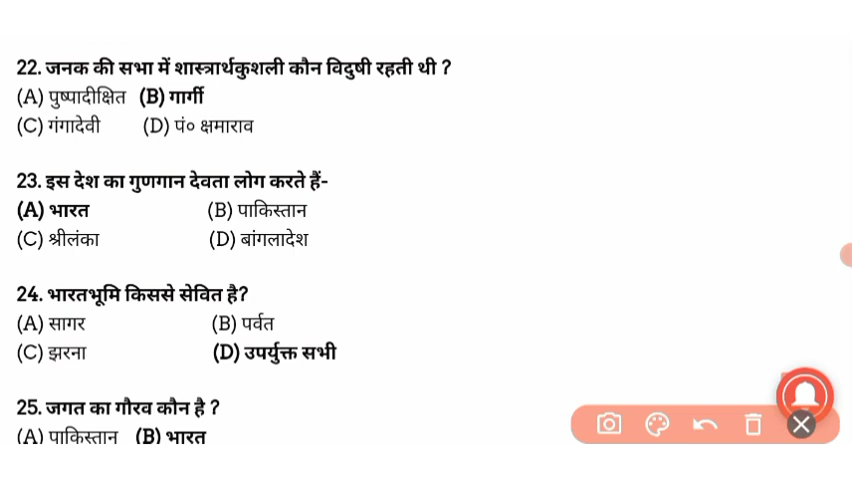 22. जनक की सभा में शास्त्रार्थकुशली कौन विदुषी रहती थी ?
(A) पुष्पादीक्षित (B) गार्गी
(C) गंगादेवी (D) पं० क्षमाराव
23. इस देश का गुणगान देवता लोग करते हैं-
(A) भारत (B) पाकिस्तान
(C) श्रीलंका (D) बांगलादेश
24. भारतभूमि किससे सेवित है?
(A) सागर (B) पर्वत
(C) झरना (D) उपर्युक्त सभी
25. जगत का गौरव कौन है ?
(A) पाकिस्तान (B) भारत